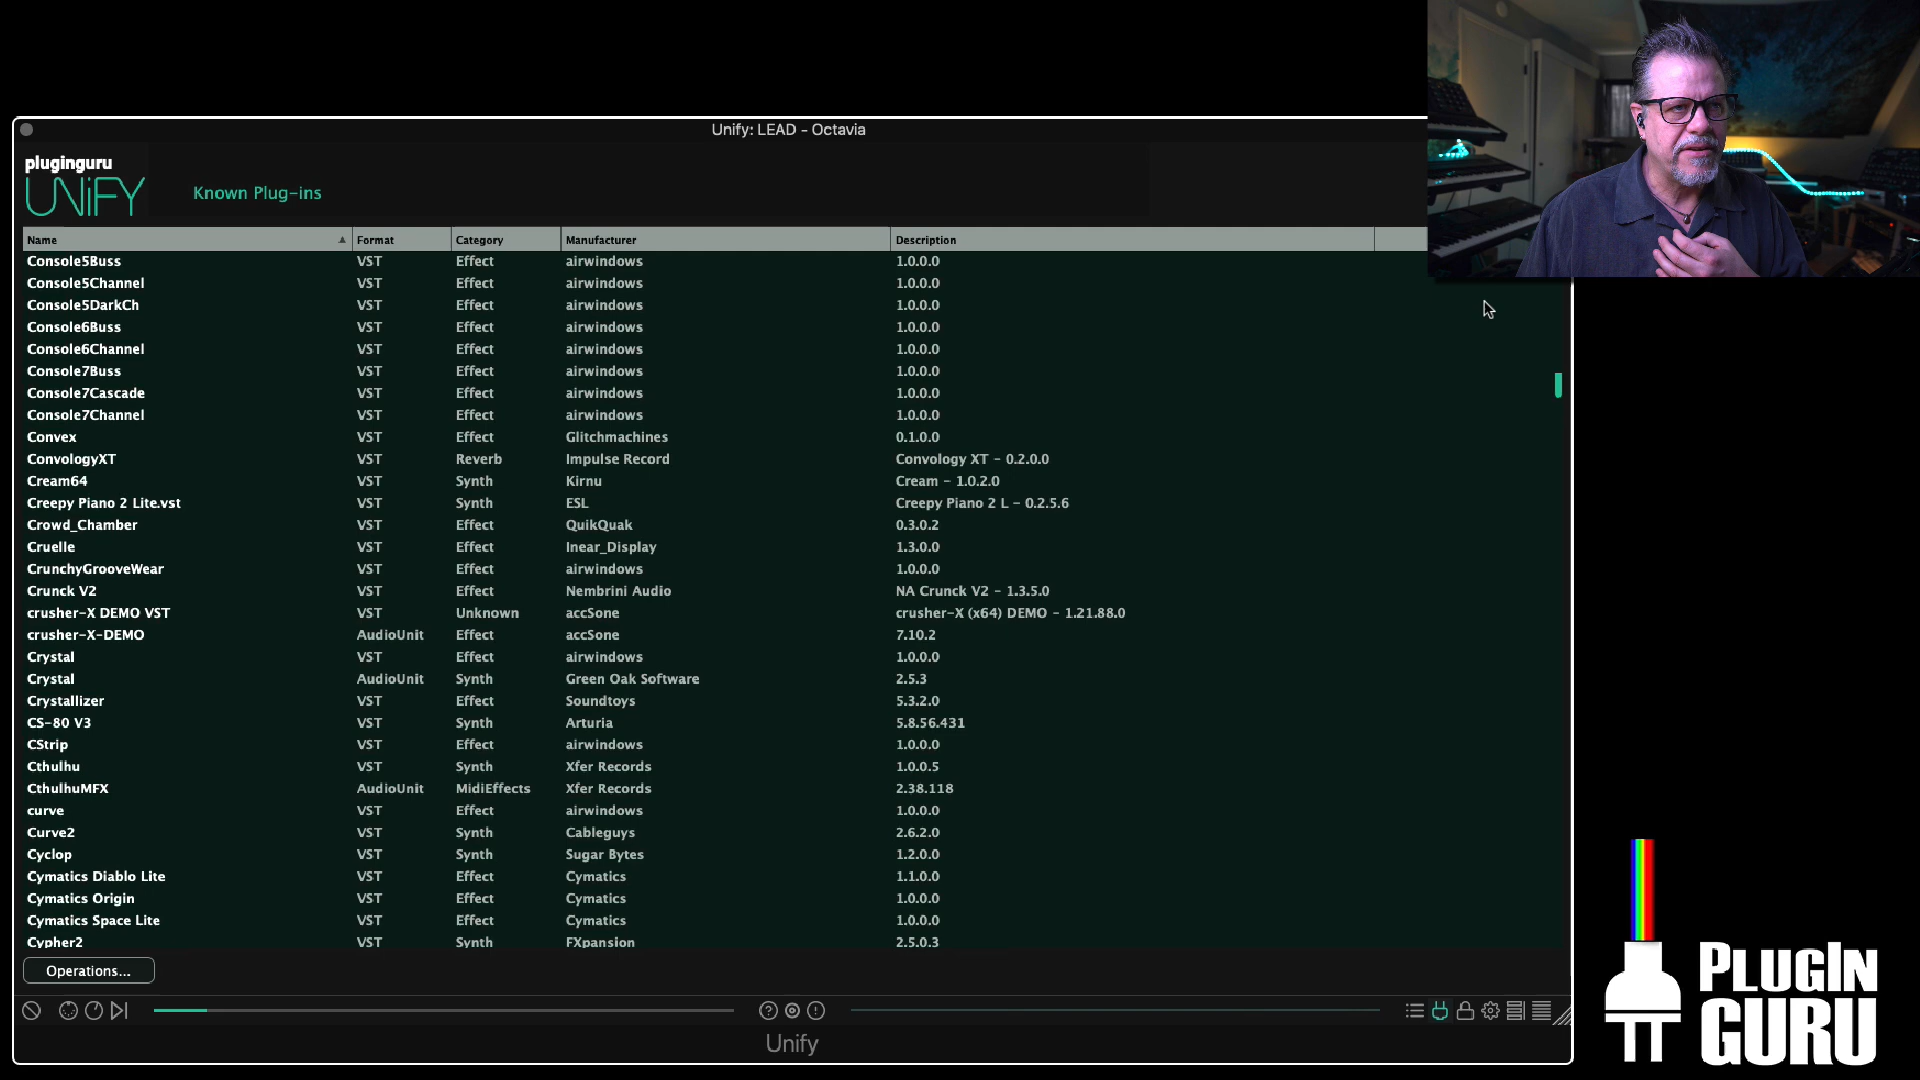 Unify: LEAD - Octavia
pluginguru
UNiFY
Known Plug-ins
Name Format Category Manufacturer Description
Console5Buss VST Effect airwindows 1.0.0.0
Console5Channel VST Effect airwindows 1.0.0.0
Console5DarkCh VST Effect airwindows 1.0.0.0
Console6Buss VST Effect airwindows 1.0.0.0
Console6Channel VST Effect airwindows 1.0.0.0
Console7Buss VST Effect airwindows 1.0.0.0
Console7Cascade VST Effect airwindows 1.0.0.0
Console7Channel VST Effect airwindows 1.0.0.0
Convex VST Effect Glitchmachines 0.1.0.0
ConvologyXT VST Reverb Impulse Record Convology XT - 0.2.0.0
Cream64 VST Synth Kirnu Cream - 1.0.2.0
Creepy Piano 2 Lite.vst VST Synth ESL Creepy Piano 2 L - 0.2.5.6
Crowd_Chamber VST Effect QuikQuak 0.3.0.2
Cruelle VST Effect Inear_Display 1.3.0.0
CrunchyGrooveWear VST Effect airwindows 1.0.0.0
Crunck V2 VST Effect Nembrini Audio NA Crunck V2 - 1.3.5.0
crusher-X DEMO VST VST Unknown accSone crusher-X (x64) DEMO - 1.21.88.0
crusher-X-DEMO AudioUnit Effect accSone 7.10.2
Crystal VST Effect airwindows 1.0.0.0
Crystal AudioUnit Synth Green Oak Software 2.5.3
Crystallizer VST Effect Soundtoys 5.3.2.0
CS-80 V3 VST Synth Arturia 5.8.56.431
CStrip VST Effect airwindows 1.0.0.0
Cthulhu VST Synth Xfer Records 1.0.0.5
CthulhuMFX AudioUnit MidiEffects Xfer Records 2.38.118
curve VST Effect airwindows 1.0.0.0
Curve2 VST Synth Cableguys 2.6.2.0
Cyclop VST Synth Sugar Bytes 1.2.0.0
Cymatics Diablo Lite VST Effect Cymatics 1.1.0.0
Cymatics Origin VST Effect Cymatics 1.0.0.0
Cymatics Space Lite VST Effect Cymatics 1.0.0.0
Cypher2 VST Synth FXpansion 2.5.0.3
Operations...
Unify
PLUGIN
GURU